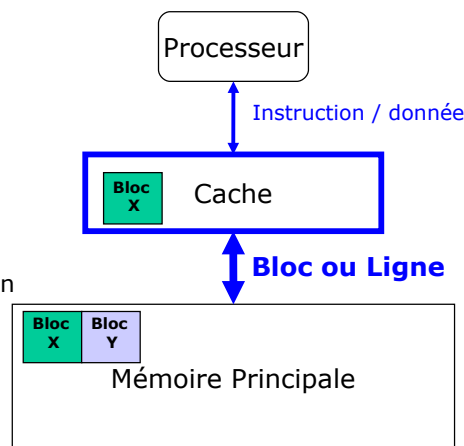 Processeur
Instruction / donnée
Bloc
X
Cache
Bloc ou Ligne
n
Bloc
X
Bloc
Y
Mémoire Principale